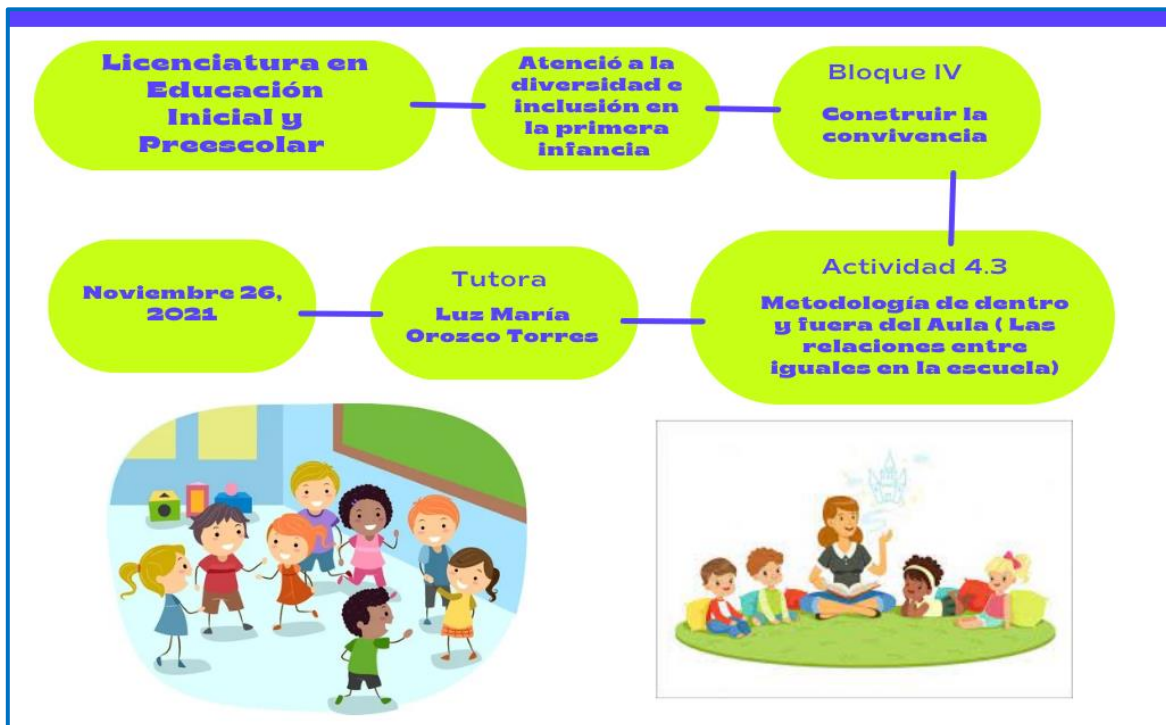 Licenciatura en
Educación
Inicial y
Preescolar
Atenció a la
diversidad e
inclusión en
la primera
infancia
Bloque IV
Construir la
convivencia
Actividad 4.3
Metodología de dentro
y fuera del Aula ( Las
relaciones entre
iguales en la escuela)
Tutora
Luz María
Orozco Torres
Noviembre 26,
2021